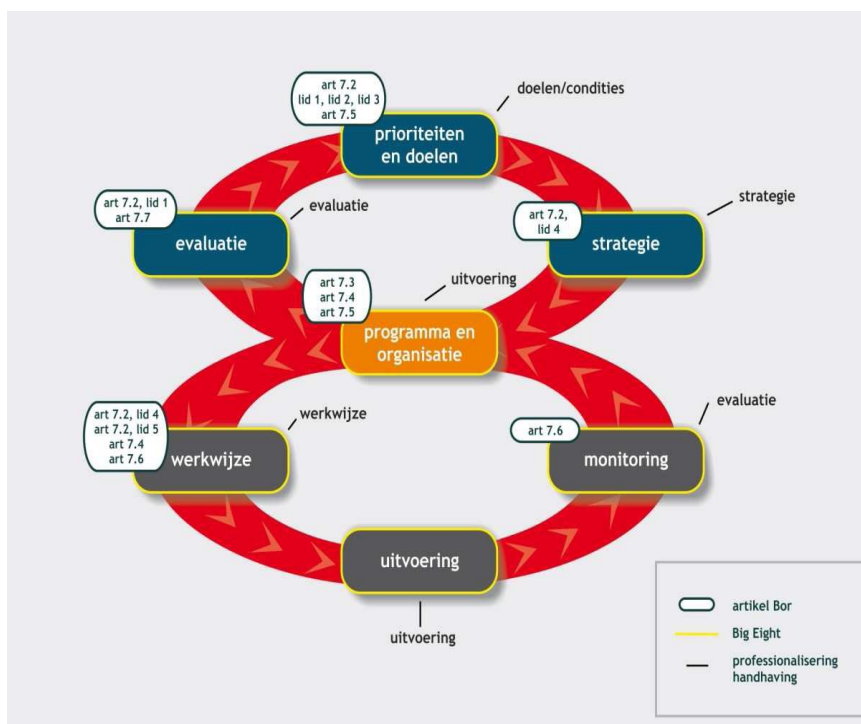 art 7.2
lid 1, lid 2, lid 3
art 7.5
doelen/condities
prioriteiten
en doelen
art 7.2, lid 1
art 7.7
evaluatie
evaluatie
art 7.2,
lid 4
strategie
strategie
art 7.3
art 7.4
art 7.5
uitvoering
programma en
organisatie
art 7.2, lid 4
art 7.2, lid 5
art 7.4
art 7.6
werkwijze
werkwijze
art 7.6
evaluatie
monitoring
uitvoering
uitvoering
artikel Bor
Big Eight
professionalisering
handhaving